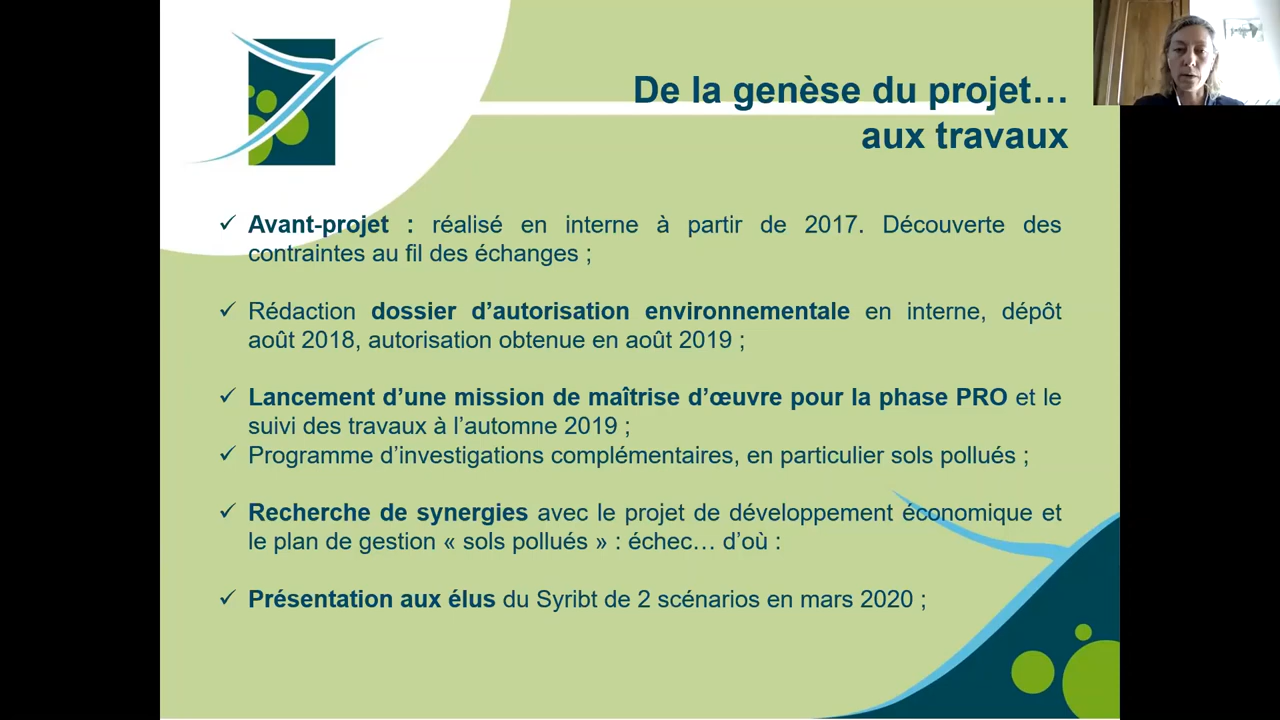 De la genèse du projet…
aux travaux
✓ Avant-projet : réalisé en interne à partir de 2017. Découverte des
contraintes au fil des échanges ;
✓ Rédaction dossier d’autorisation environnementale en interne, dépôt
août 2018, autorisation obtenue en août 2019 ;
✓ Lancement d’une mission de maîtrise d’œuvre pour la phase PRO et le
suivi des travaux à l’automne 2019 ;
✓ Programme d’investigations complémentaires, en particulier sols pollués ;
✓ Recherche de synergies avec le projet de développement économique et
le plan de gestion « sols pollués » : échec… d’où :
✓ Présentation aux élus du Syribt de 2 scénarios en mars 2020 ;